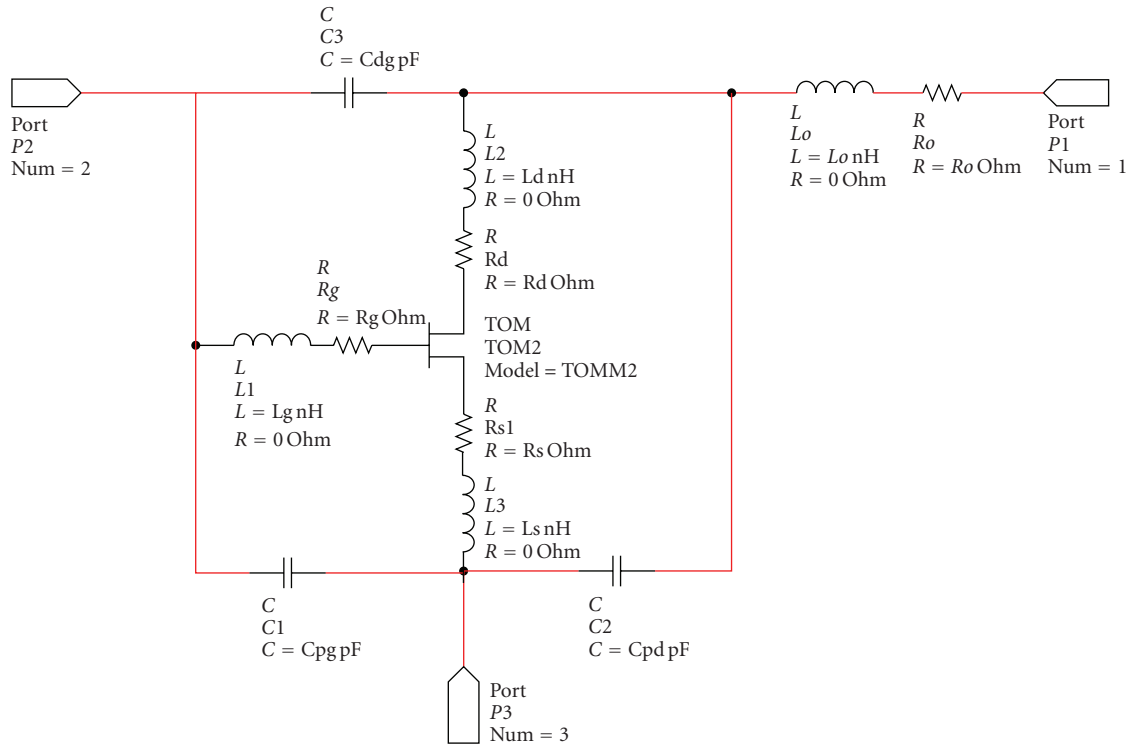 C
C3
C = Cdg pF
Port
P2
Num = 2
L
L2
L = Ld nH
R = 0 Ohm
L
Lo
L = Lo nH
R = 0 Ohm
R
Ro
R = Ro Ohm
Port
P1
Num = 1
R
Rd
R = Rd Ohm
R
Rg
R = Rg Ohm
TOM
TOM2
Model = TOMM2
L
L1
L = Lg nH
R = 0 Ohm
R
Rs1
R = Rs Ohm
L
L3
L = Ls nH
R = 0 Ohm
C
C1
C = Cpg pF
C
C2
C = Cpd pF
Port
P3
Num = 3